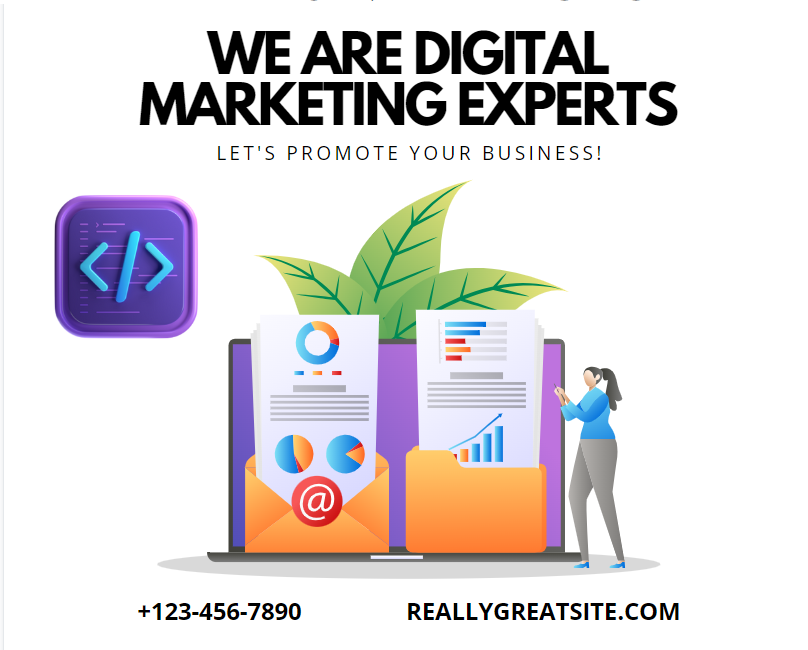 WE ARE DIGITAL
MARKETING EXPERTS
LET'S PROMOTE YOUR BUSINESS!
</>
@
+123-456-7890
REALLYGREATSITE.COM